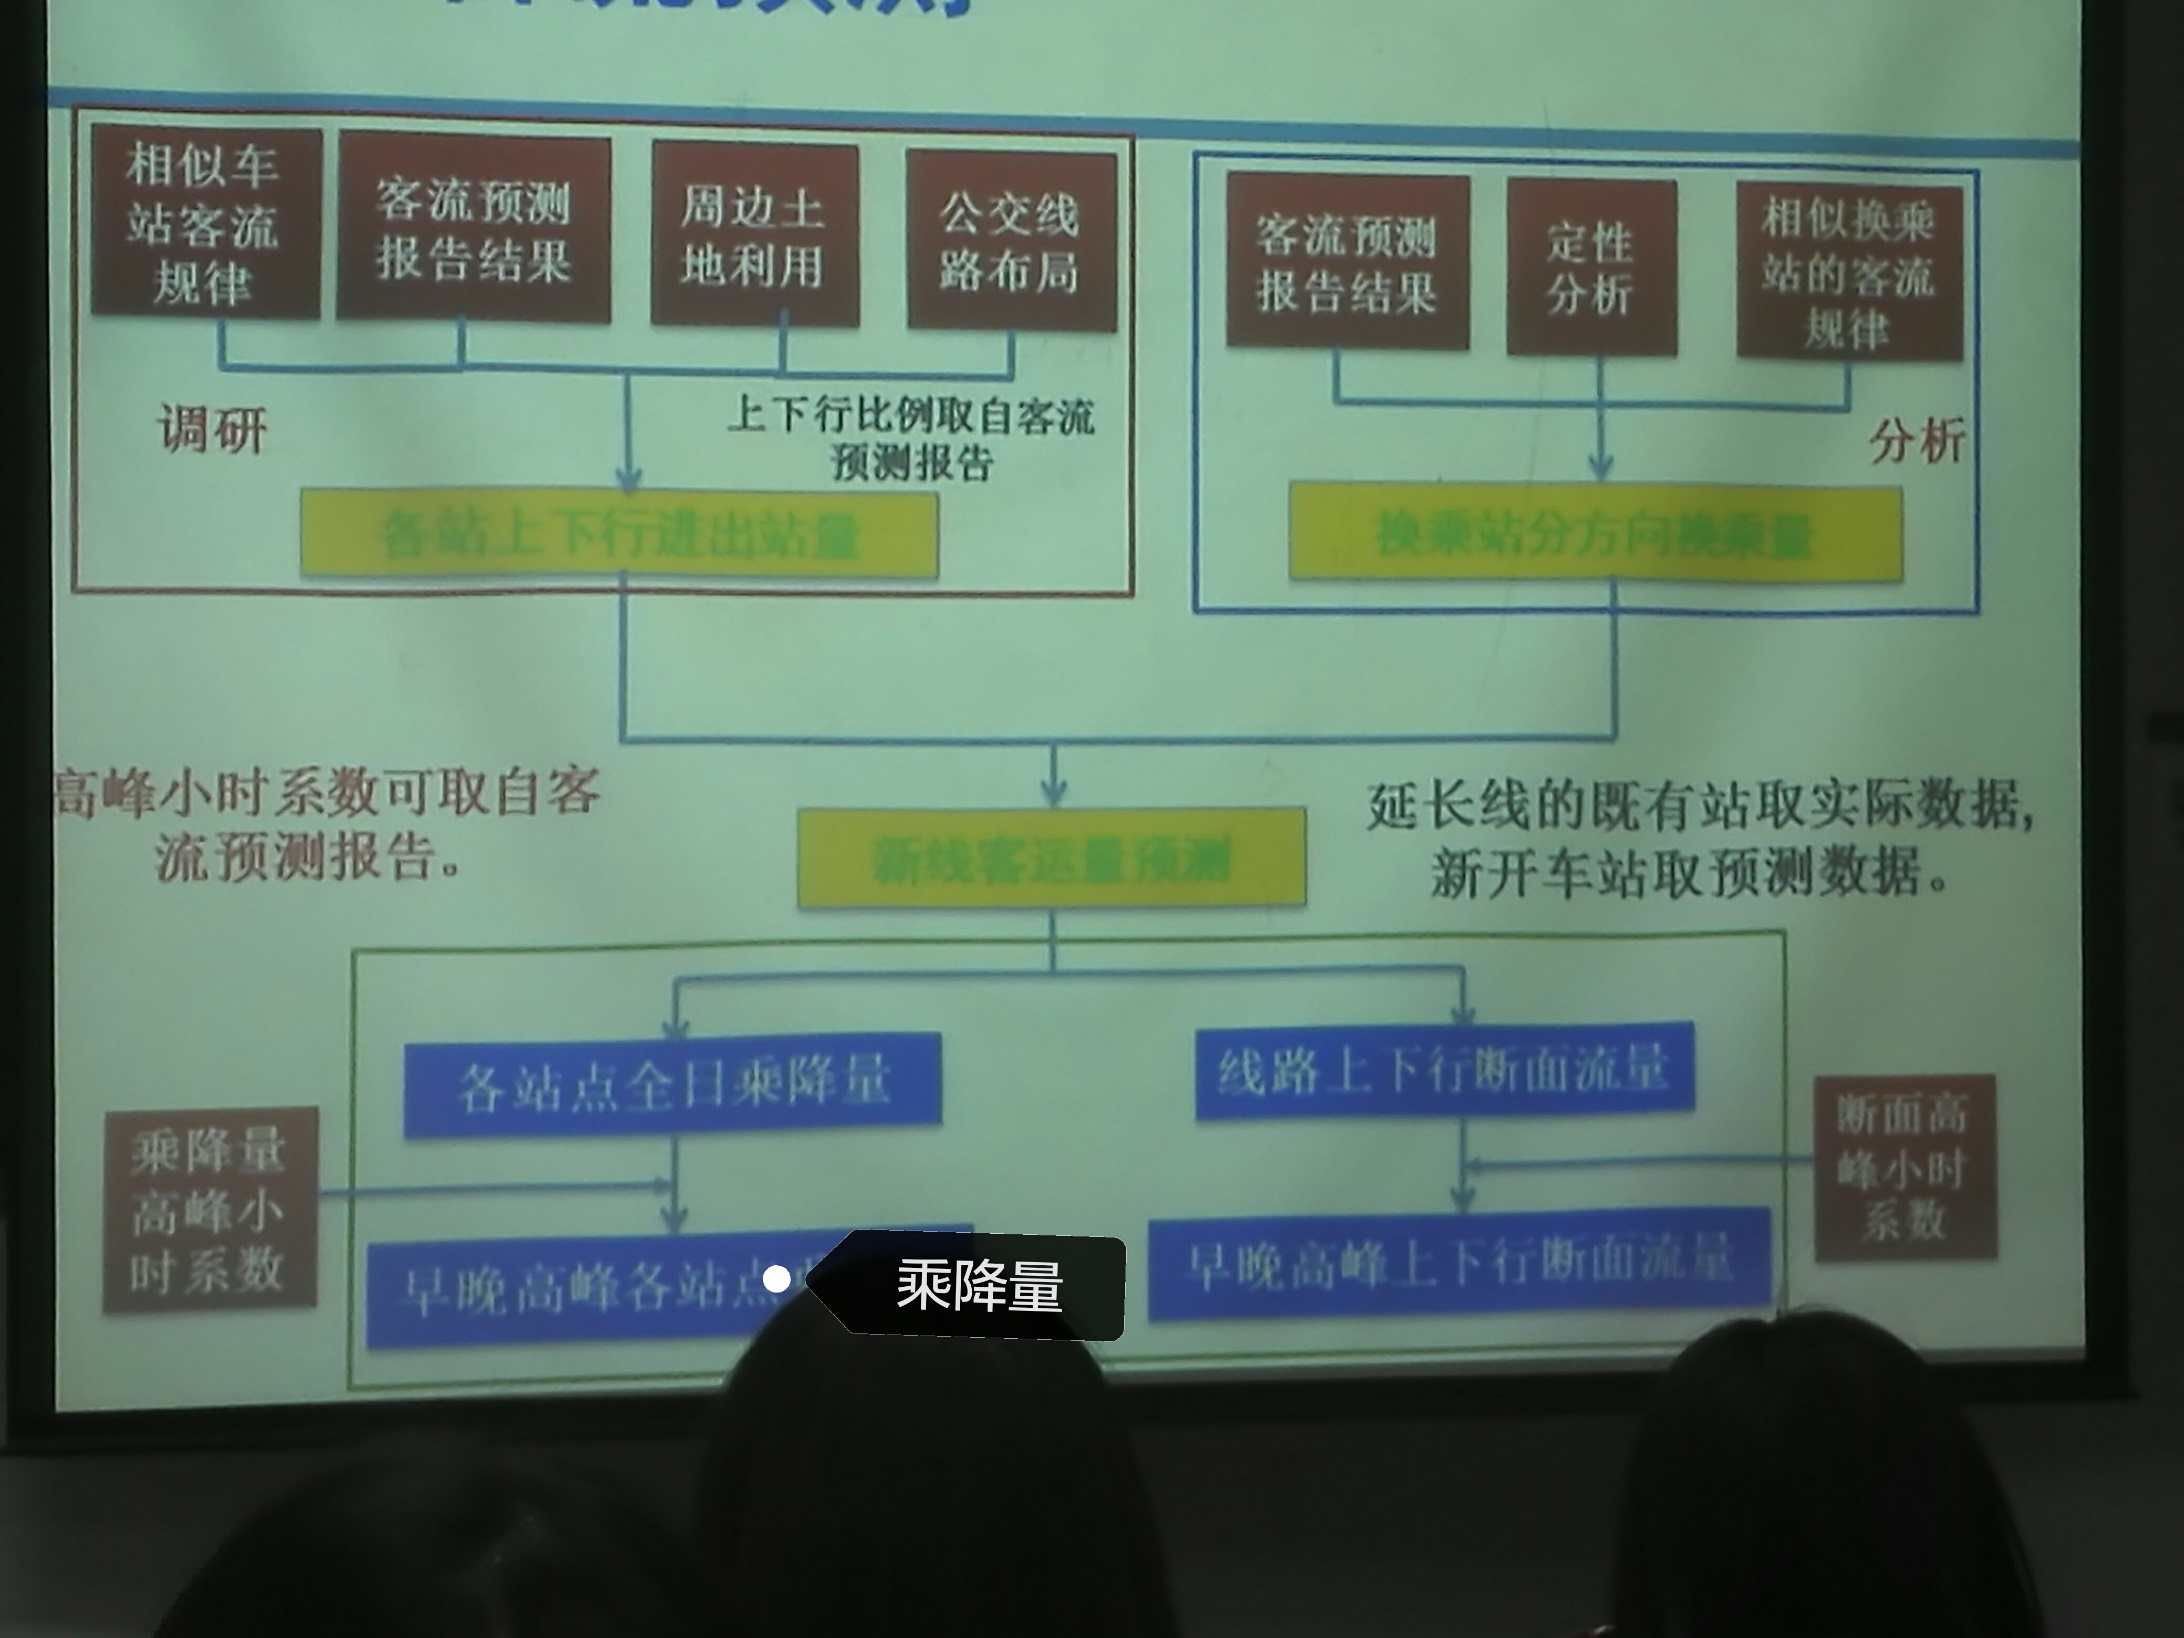 相似车
站客流
规律
客流预测
报告结果
周边土
地利用
公交线
路布局
调研
上下行比例取自客流
预测报告
各站上下行进出站量
客流预测
报告结果
定性
分析
相似换乘
站的客流
规律
分析
换乘站分方向换乘量
高峰小时系数可取自客
流预测报告。
新线客运量预测
延长线的既有站取实际数据,
新开车站取预测数据。
各站点全日乘降量
线路上下行断面流量
乘降量
高峰小
时系数
断面高
峰小时
系数
早晚高峰各站点
乘降量
早晚高峰上下行断面流量